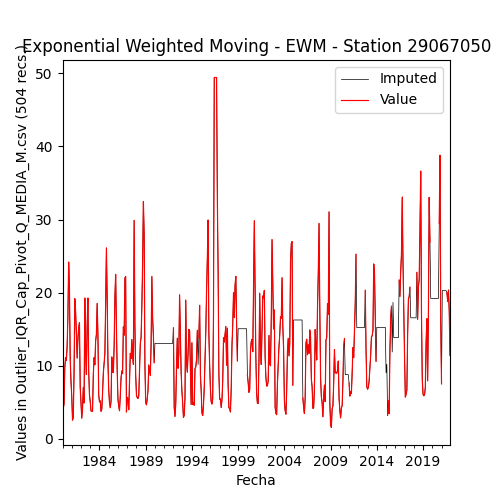 Exponential Weighted Moving - EWM - Station 29067050
Values in Outlier_IQR_Cap_Pivot_Q_MEDIA_M.csv (504 recs.)
50
40
30
20
10
0
Imputed
Value
1984 1989 1994 1999 2004 2009 2014 2019
Fecha